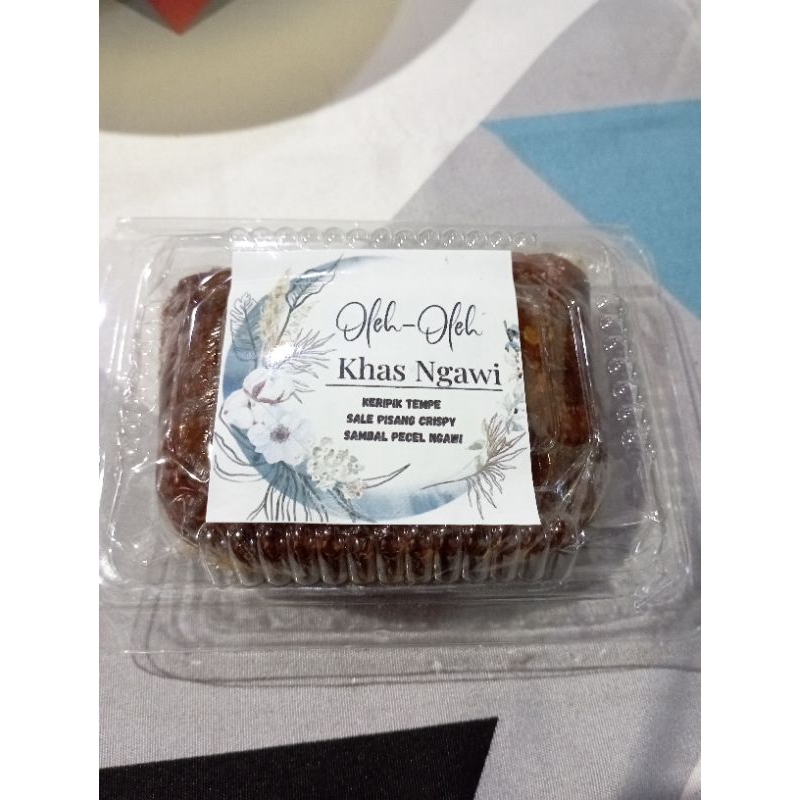 Oleh-Oleh
Khas Ngawi
KERIPIK TEMPE
SALE PISANG CRISPY
SAMBAL PECEL NGAWI